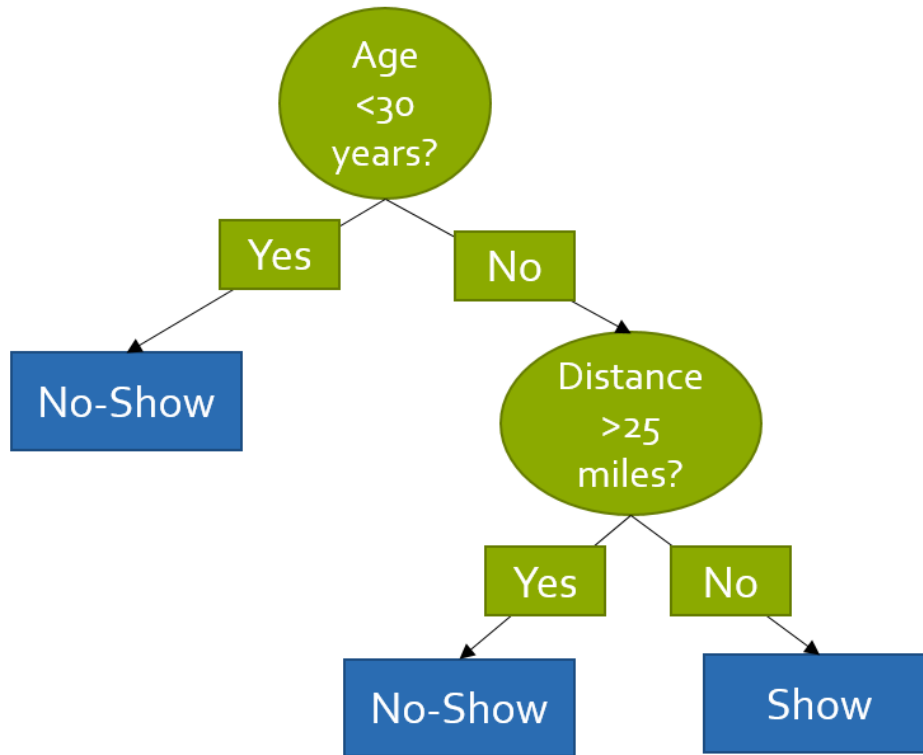 Age
<30
years?
Yes
No
No-Show
Distance
>25
miles?
Yes
No
No-Show
Show